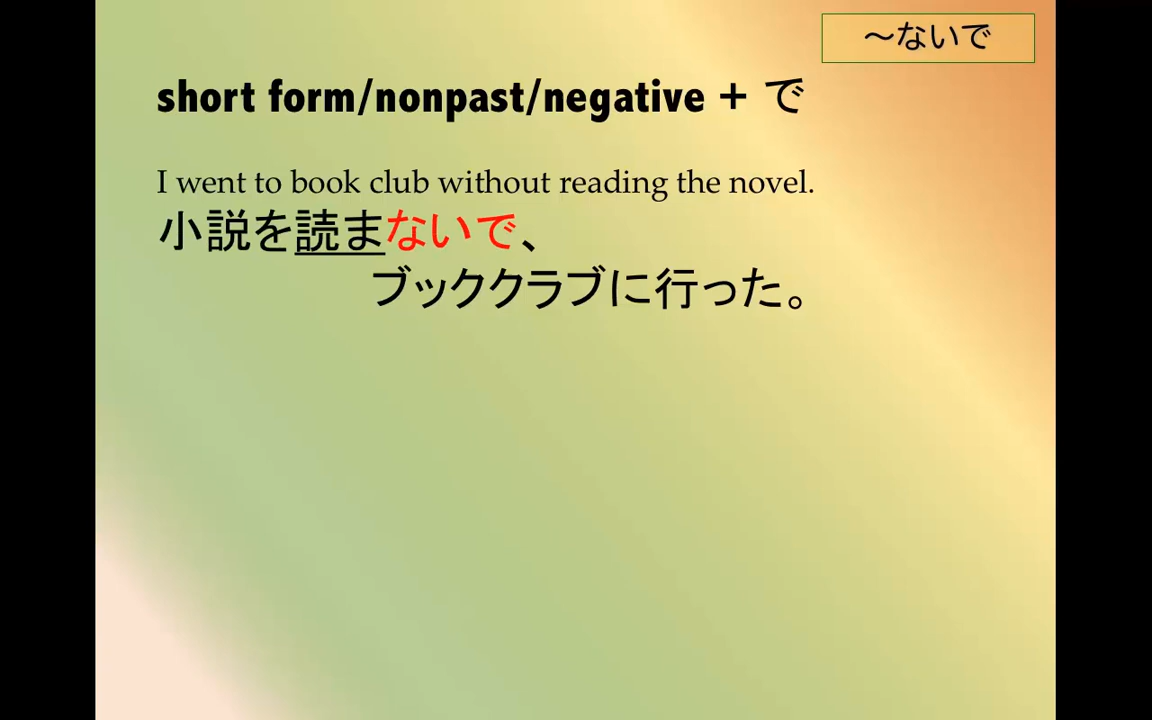 〜ないで
short form/nonpast/negative + で
I went to book club without reading the novel.
小説を読まないで、
ブッククラブに行った。